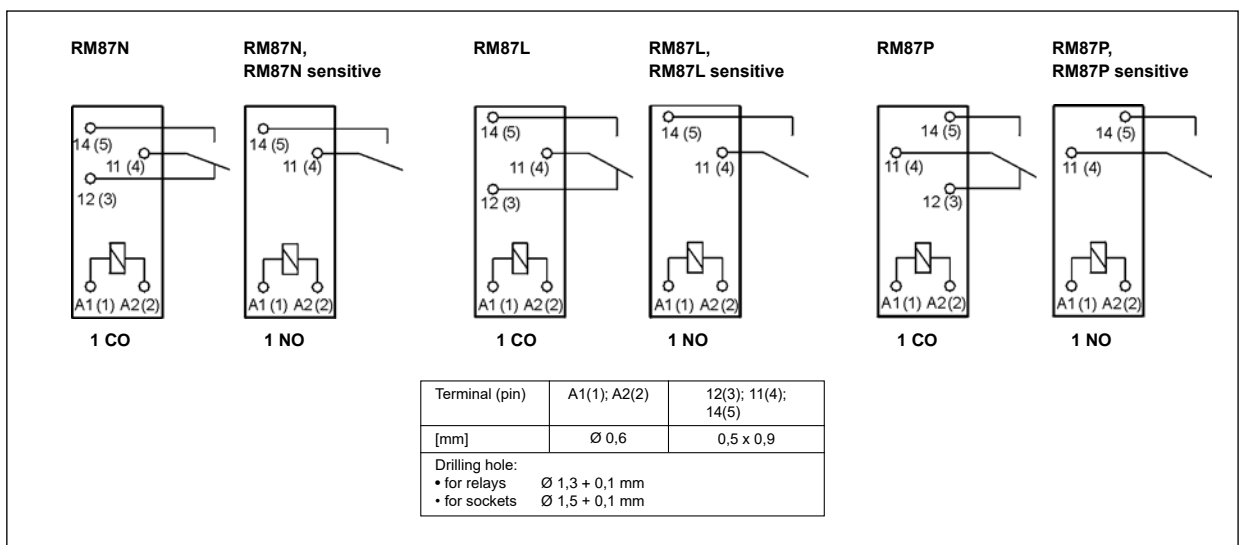 RM87N
RM87N,
RM87N sensitive
RM87L
RM87L,
RM87L sensitive
RM87P
RM87P,
RM87P sensitive
14 (5)
11 (4)
12 (3)
A1 (1) A2 (2)
1 CO
14 (5)
11 (4)
A1 (1) A2 (2)
1 NO
14 (5)
11 (4)
12 (3)
A1 (1) A2 (2)
1 CO
14 (5)
11 (4)
A1 (1) A2 (2)
1 NO
14 (5)
11 (4)
12 (3)
A1 (1) A2 (2)
1 CO
14 (5)
11 (4)
A1 (1) A2 (2)
1 NO
Terminal (pin) A1(1); A2(2) 12(3); 11(4);
14(5)
[mm] Ø 0,6 0,5 x 0,9
Drilling hole:
• for relays Ø 1,3 + 0,1 mm
• for sockets Ø 1,5 + 0,1 mm